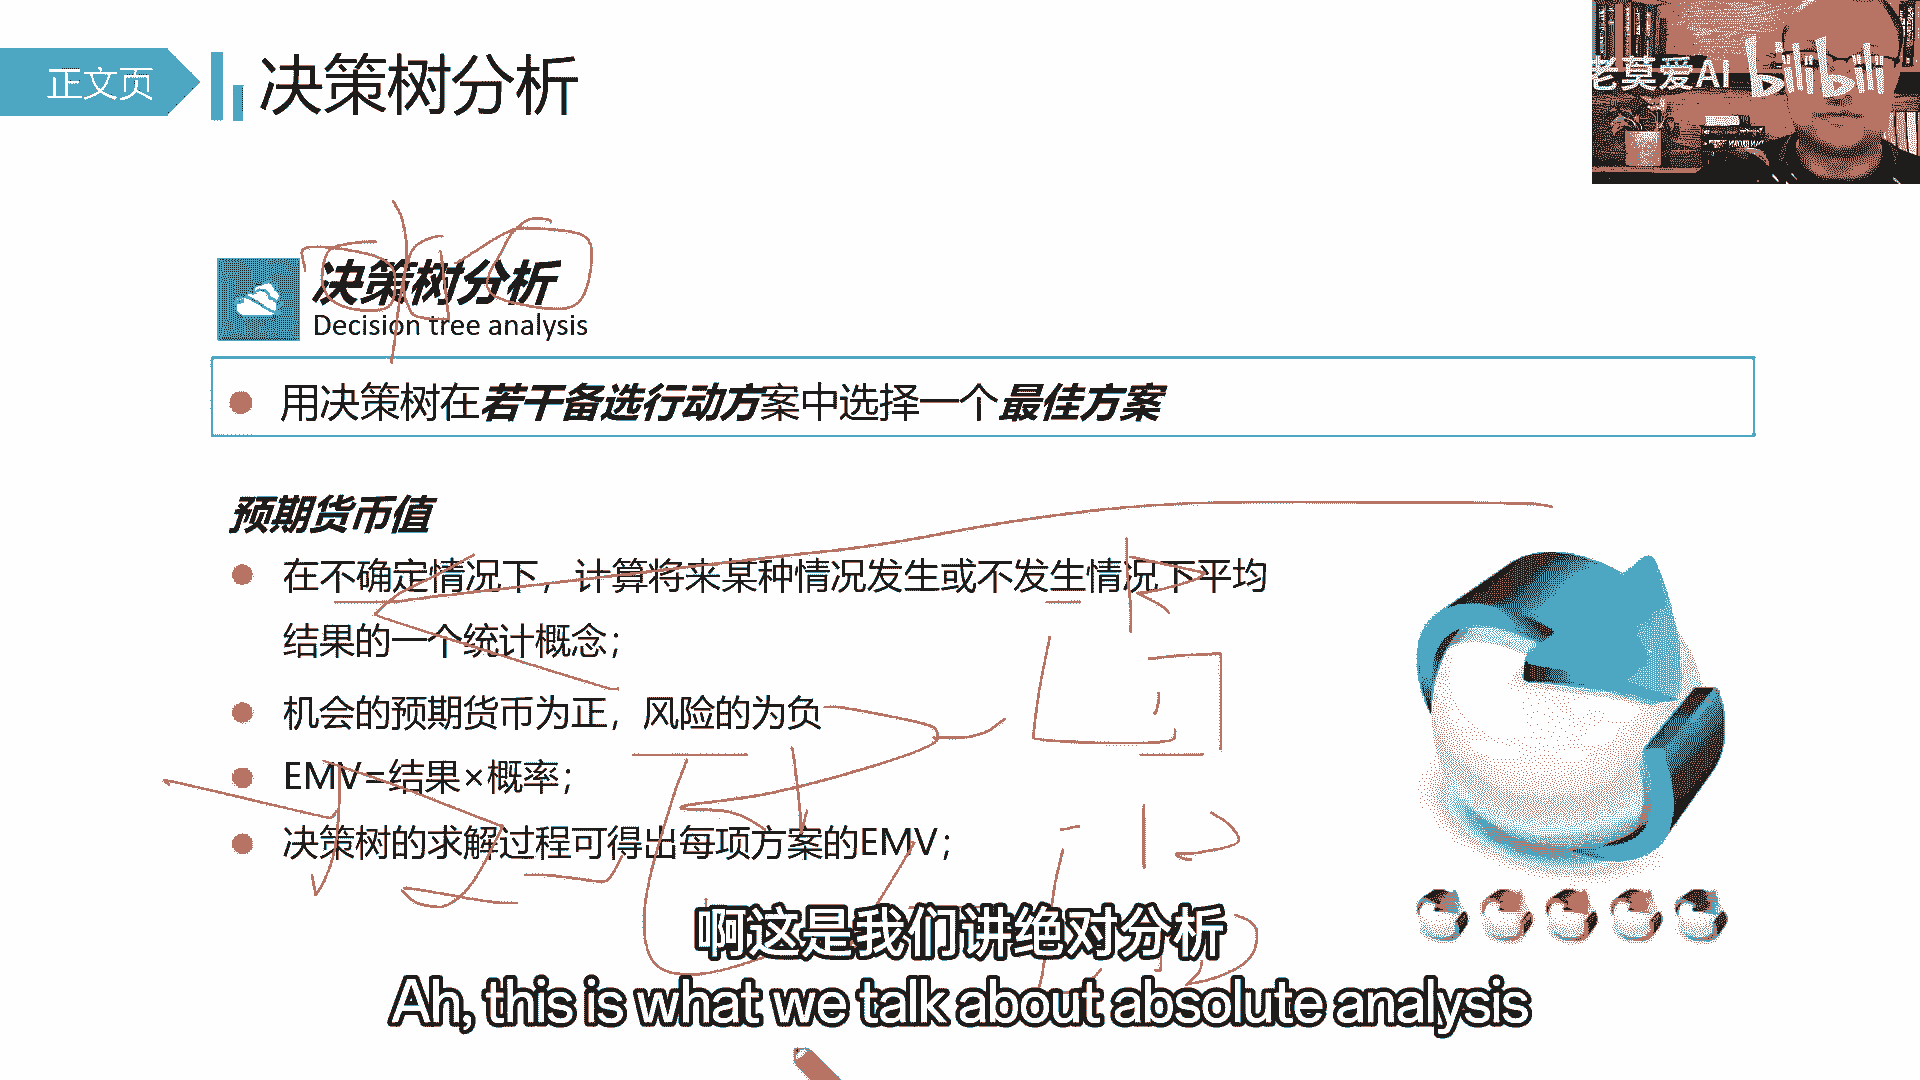 正文页
决策树分析
老莫爱AI bilibili
决策树分析
Decision tree analysis
用决策树在若干备选行动方案中选择一个最佳方案
预期货币值
在不确定情况下，计算将来某种情况发生或不发生情况下平均
结果的一个统计概念；
机会的预期货币为正，风险的为负
EMV=结果×概率；
决策树的求解过程可得出每项方案的EMV；
啊这是我们讲绝对分析
Ah, this is what we talk about absolute analysis